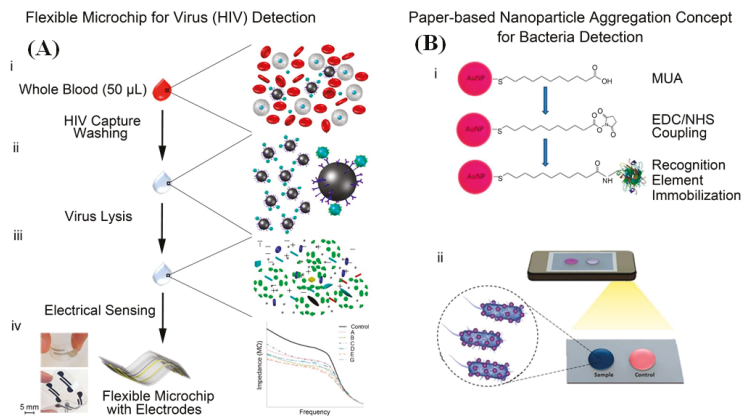 Flexible Microchip for Virus (HIV) Detection
(A)
i
Whole Blood (50 µL)
HIV Capture
Washing
ii
Virus Lysis
iii
Electrical Sensing
iv
5 mm
Flexible Microchip
with Electrodes
Impedance (MΩ)
Frequency
Control
A
B
C
D
E
Paper-based Nanoparticle Aggregation Concept
for Bacteria Detection
(B)
i
AuNP
S
O
OH
MUA
AuNP
S
O
O
O
N
O
EDC/NHS
Coupling
AuNP
S
O
NH
Recognition
Element
Immobilization
ii
Sample
Control